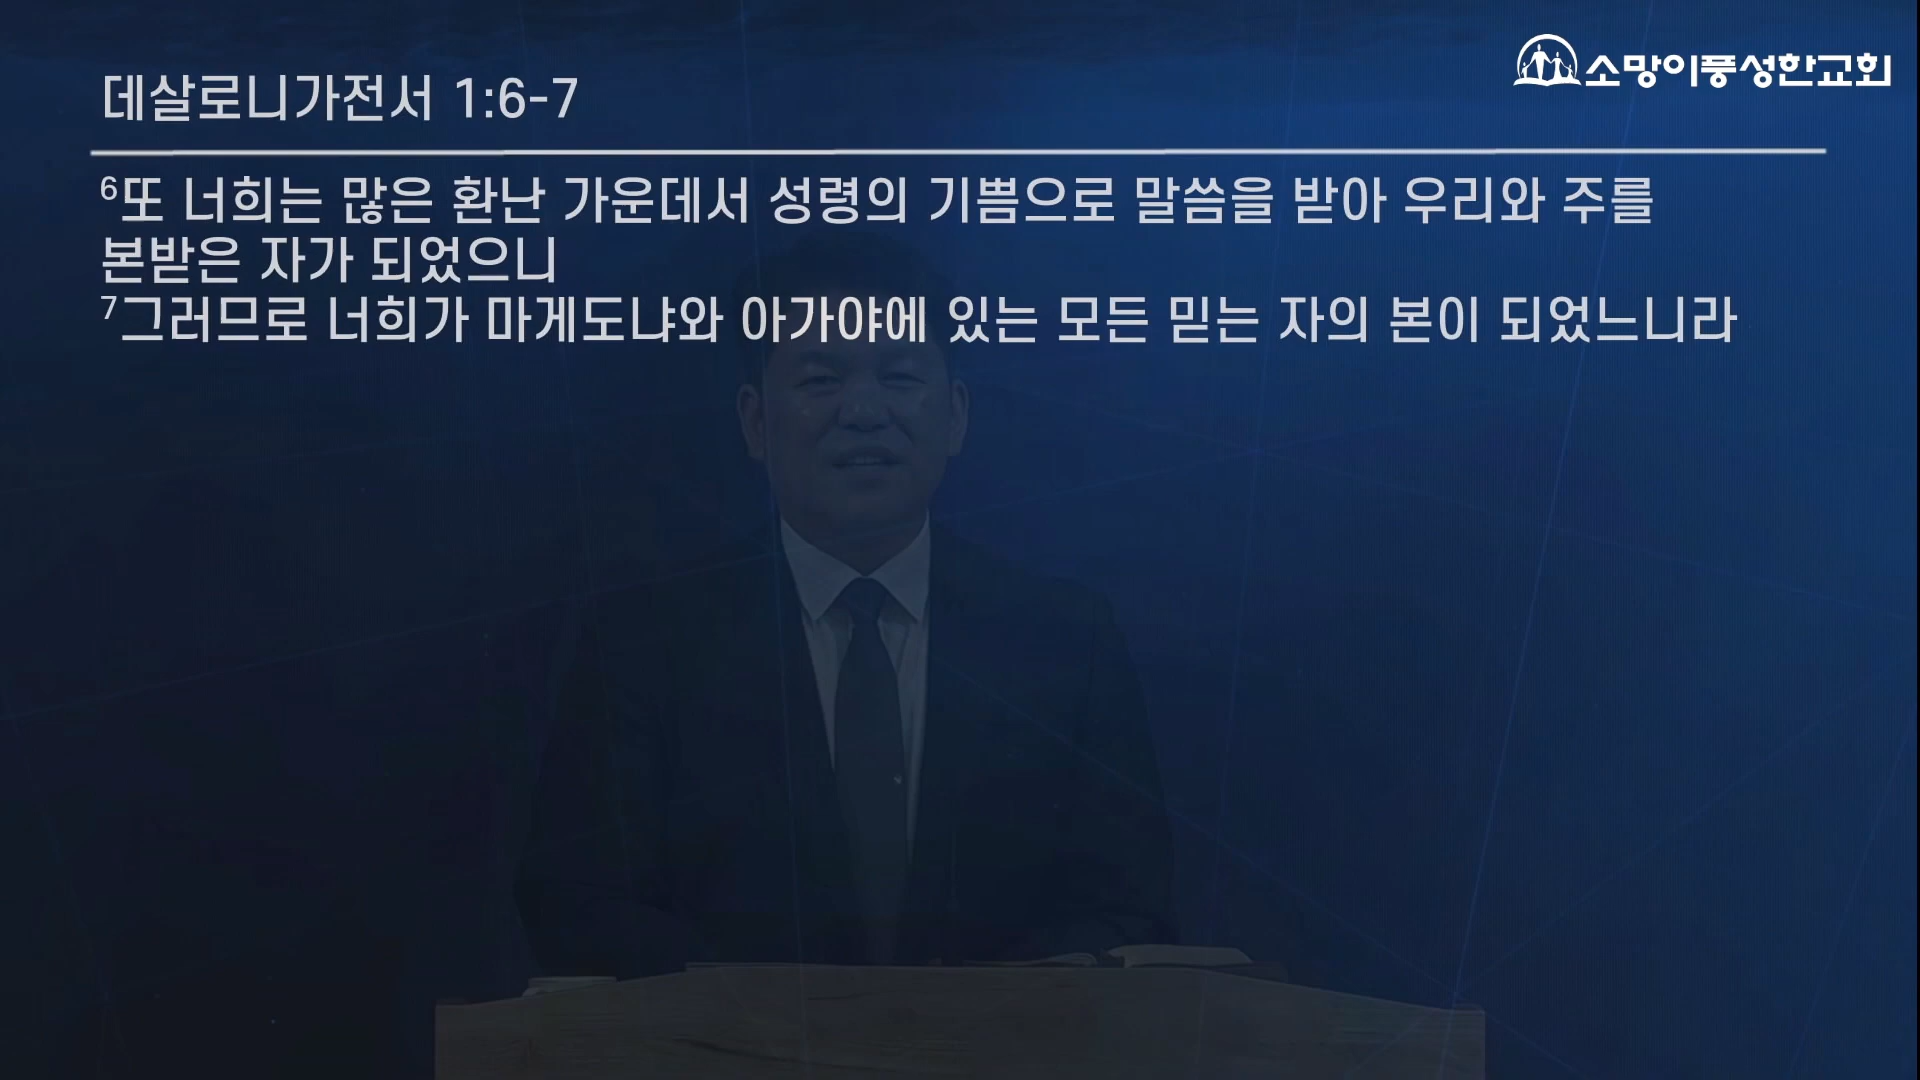 데살로니가전서 1:6-7
소망이풍성한교회
⁶또 너희는 많은 환난 가운데서 성령의 기쁨으로 말씀을 받아 우리와 주를
본받은 자가 되었으니
⁷그러므로 너희가 마게도냐와 아가야에 있는 모든 믿는 자의 본이 되었느니라